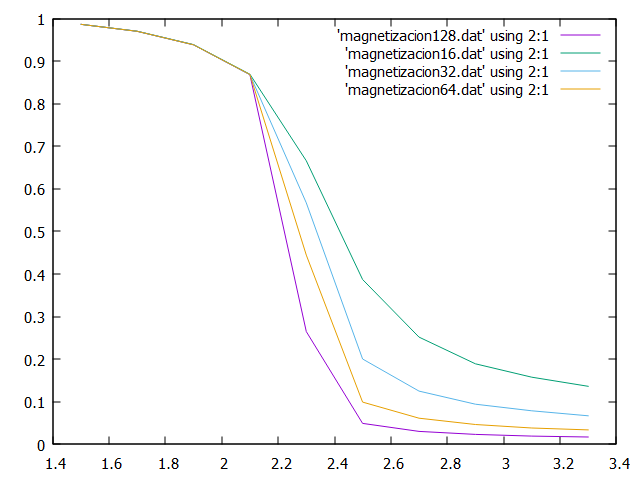 1
0.9
0.8
0.7
0.6
0.5
0.4
0.3
0.2
0.1
0
1.4 1.6 1.8 2 2.2 2.4 2.6 2.8 3 3.2 3.4
'magnetizacion128.dat' using 2:1
'magnetizacion16.dat' using 2:1
'magnetizacion32.dat' using 2:1
'magnetizacion64.dat' using 2:1